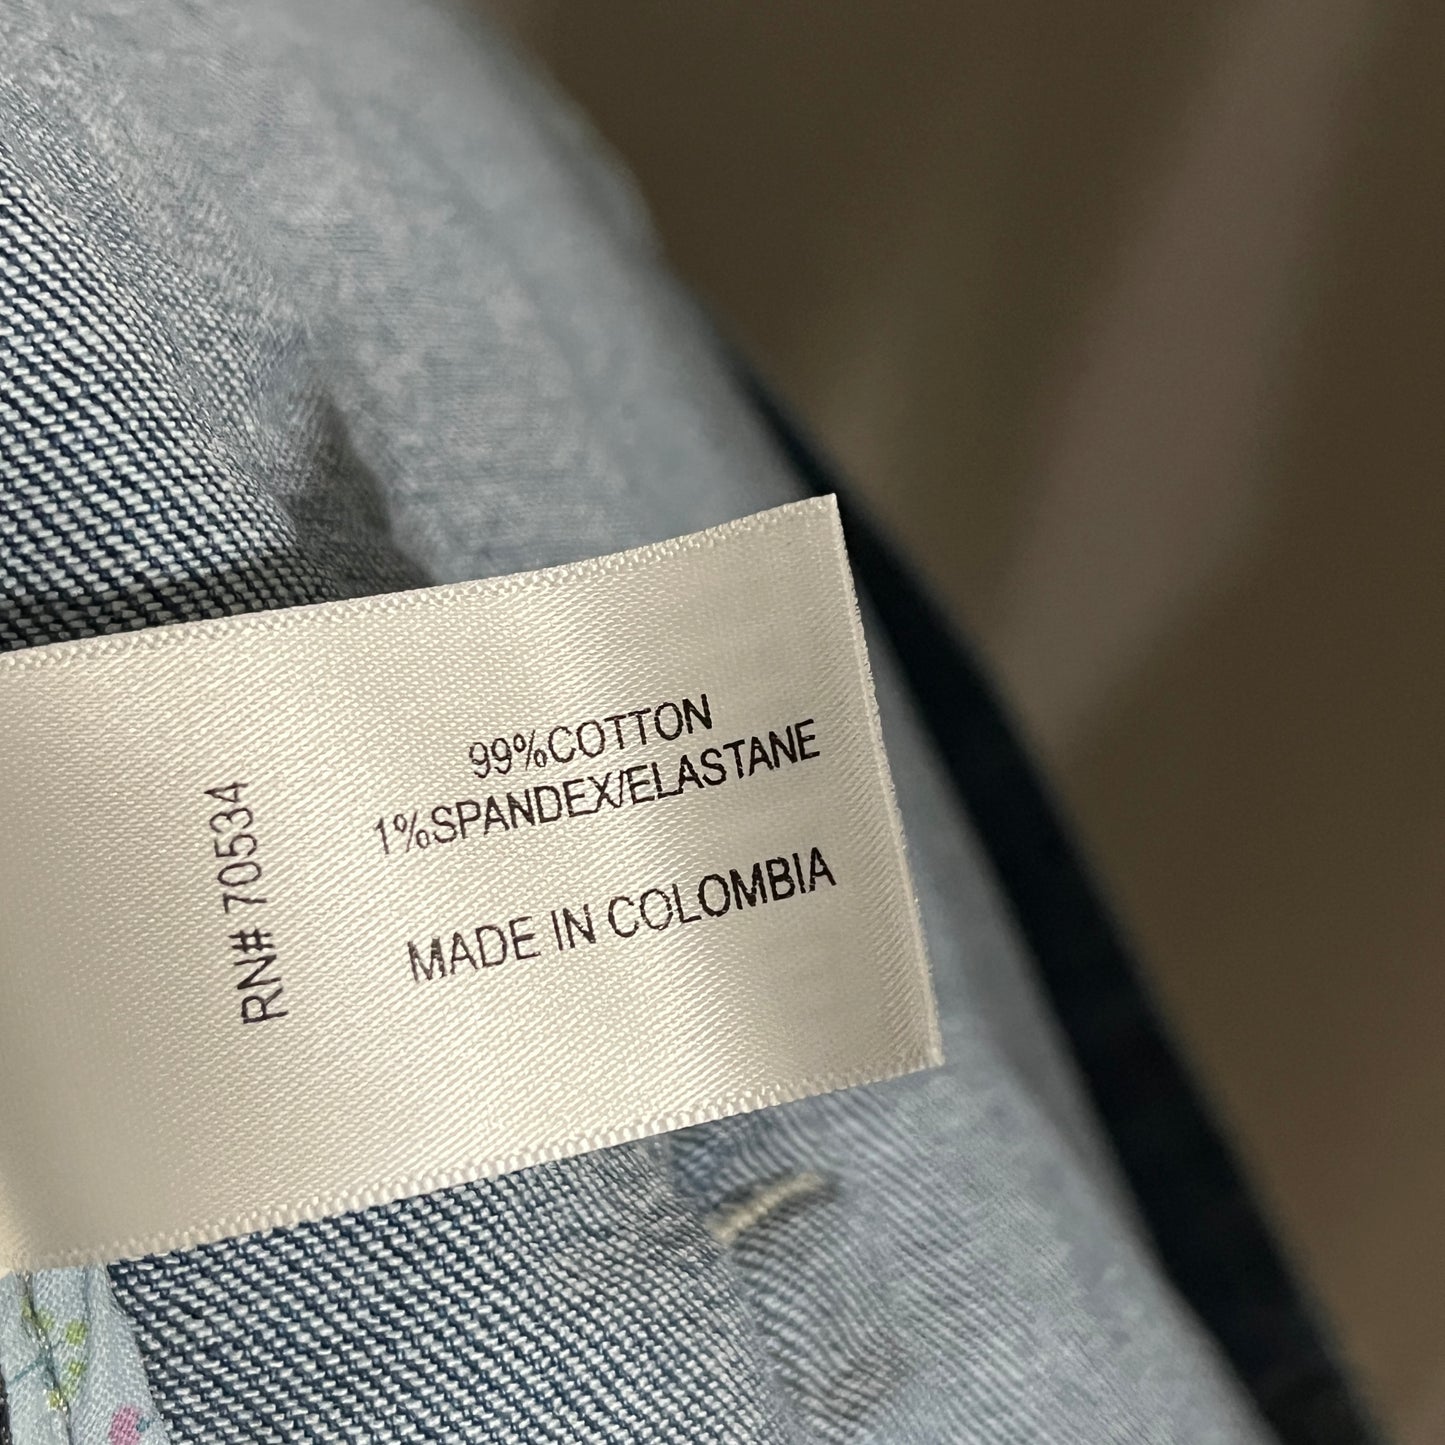 99%COTTON
1%SPANDEX/ELASTANE
MADE IN COLOMBIA
RN# 70534